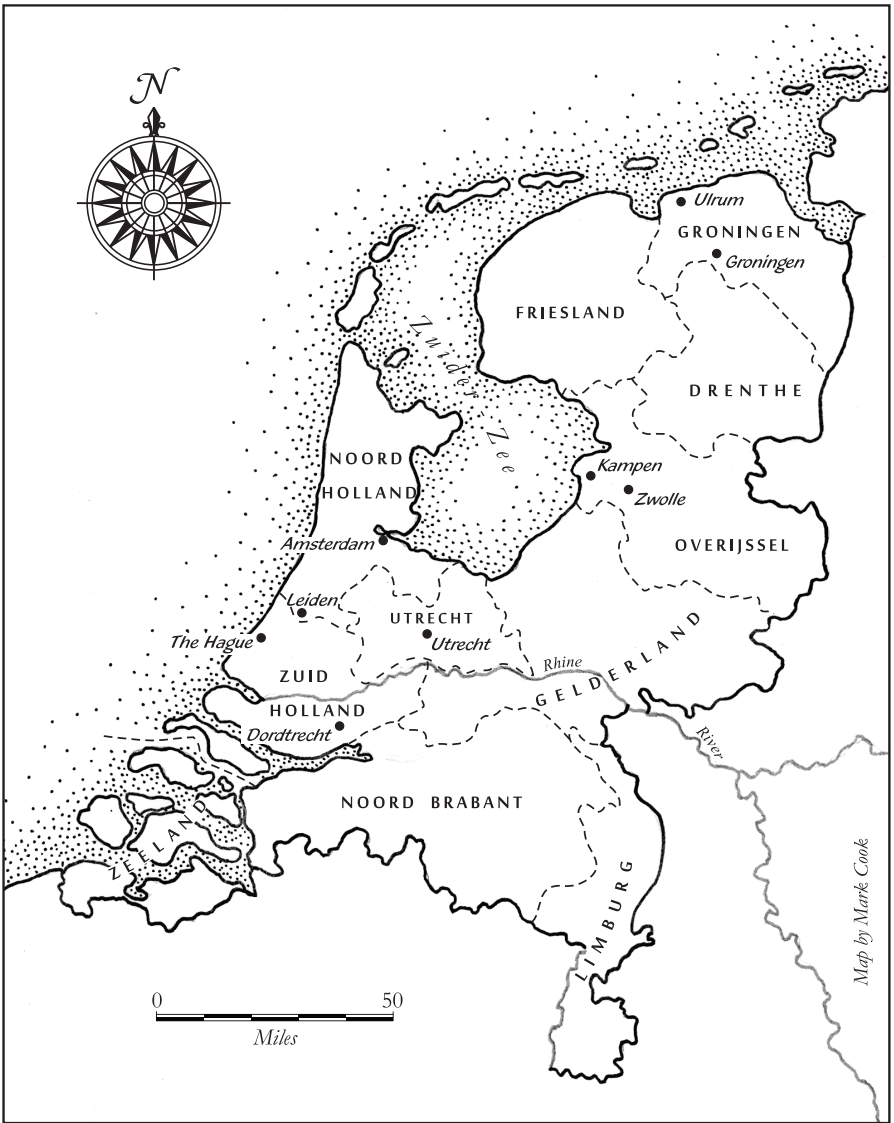 N
Ulrum
GRONINGEN
Groningen
FRIESLAND
Zuider Zee
DRENTHE
NOORD
HOLLAND
Kampen
Zwolle
Amsterdam
OVERIJSSEL
Leiden
UTRECHT
Utrecht
The Hague
Rhine
ZUID
GELDERLAND
HOLLAND
Dordtrecht
River
NOORD BRABANT
ZEELAND
LIMBURG
Map by Mark Cook
0 50
Miles